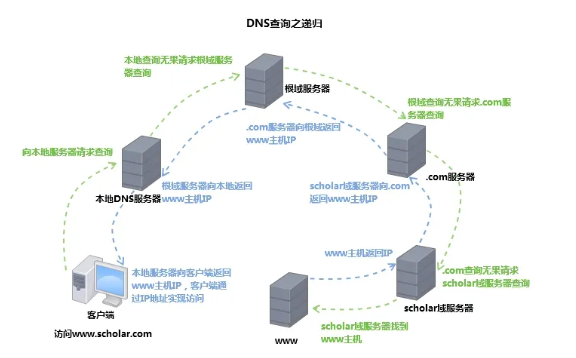 DNS查询之递归
本地查询无果请求根域服务
器查询
根域服务器
根域查询无果请求.com服
务器查询
.com服务器向根域返回
www主机IP
向本地服务器请求查询
本地DNS服务器
根域服务器向本地返回
www主机IP
scholar域服务器向.com
返回www主机IP
.com服务器
本地服务器向客户端返回
www主机IP，客户端通
过IP地址实现访问
www主机返回IP
.com查询无果请求
scholar域服务器查询
客户端
scholar域服务器
访问www.scholar.com
www
scholar域服务器找到
www主机